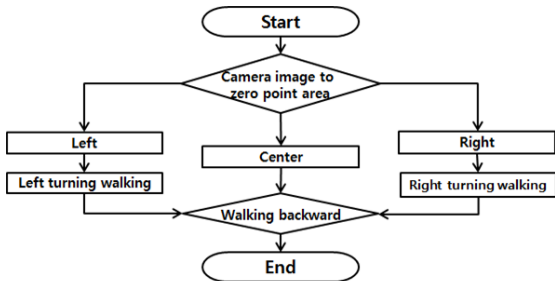 Start
Camera image to
zero point area
Left
Center
Right
Left turning walking
Right turning walking
Walking backward
End